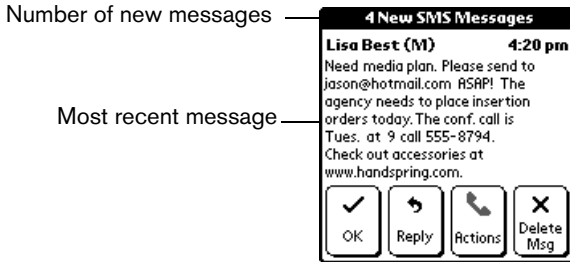 Number of new messages
4 New SMS Messages
Lisa Best (M) 4:20 pm
Need media plan. Please send to
jason@hotmail.com ASAP! The
agency needs to place insertion
orders today. The conf. call is
Most recent message
Tues. at 9 call 555-8794.
Check out accessories at
www.handspring.com.
OK
Reply
Actions
Delete
Msg